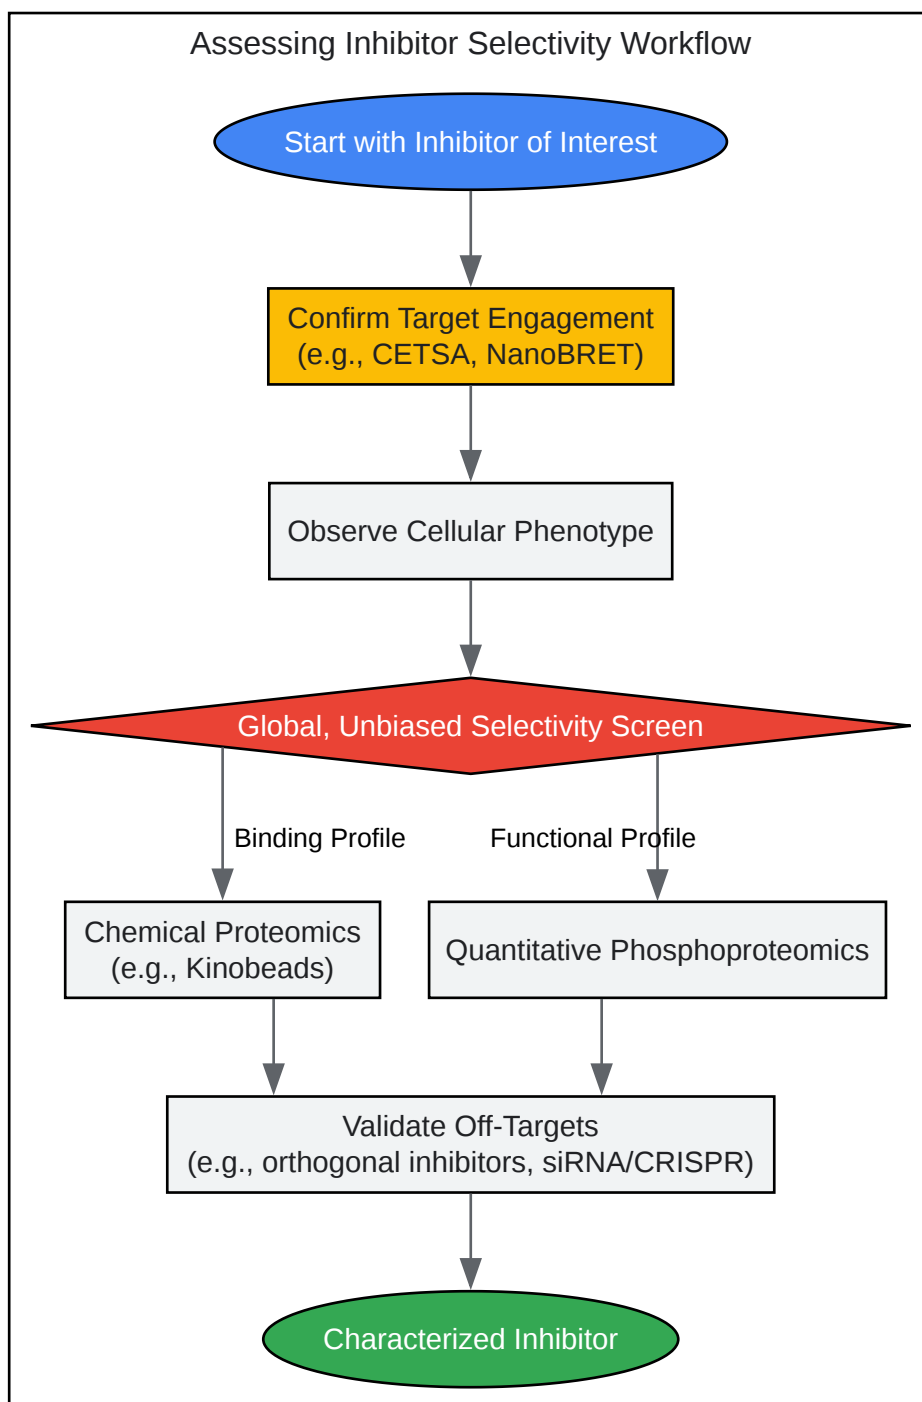 Assessing Inhibitor Selectivity Workflow
Start with Inhibitor of Interest
Confirm Target Engagement
(e.g., CETSA, NanoBRET)
Observe Cellular Phenotype
Global, Unbiased Selectivity Screen
Binding Profile
Functional Profile
Chemical Proteomics
(e.g., Kinobeads)
Quantitative Phosphoproteomics
Validate Off-Targets
(e.g., orthogonal inhibitors, siRNA/CRISPR)
Characterized Inhibitor